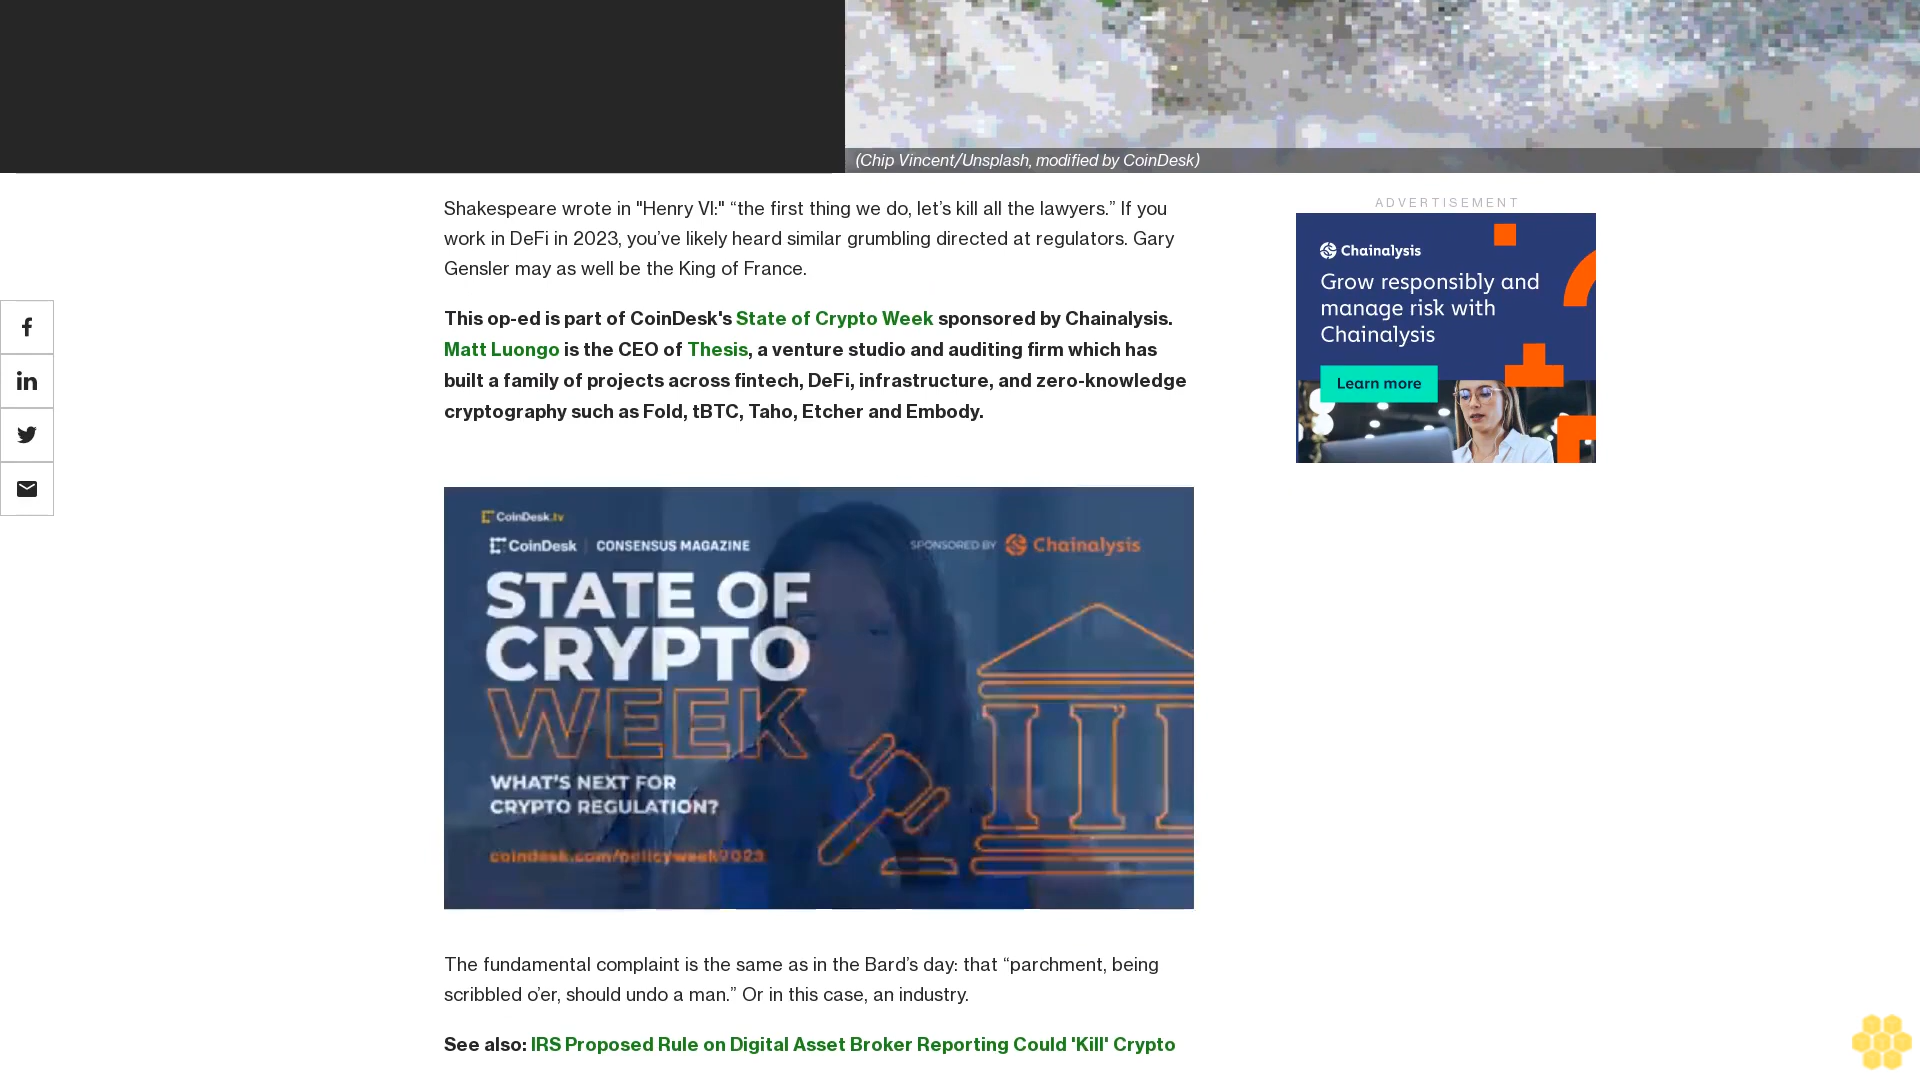 (Chip Vincent/Unsplash, modified by CoinDesk)
Shakespeare wrote in "Henry VI:" “the first thing we do, let’s kill all the lawyers.” If you
work in DeFi in 2023, you’ve likely heard similar grumbling directed at regulators. Gary
Gensler may as well be the King of France.
This op-ed is part of CoinDesk's State of Crypto Week sponsored by Chainalysis.
Matt Luongo is the CEO of Thesis, a venture studio and auditing firm which has
built a family of projects across fintech, DeFi, infrastructure, and zero-knowledge
cryptography such as Fold, tBTC, Taho, Etcher and Embody.
ADVERTISEMENT
Chainalysis
Grow responsibly and
manage risk with
Chainalysis
Learn more
CoinDesk.tv
CoinDesk | CONSENSUS MAGAZINE
SPONSORED BY Chainalysis
STATE OF
CRYPTO
WEEK
WHAT'S NEXT FOR
CRYPTO REGULATION?
coindesk.com/policyweek2023
The fundamental complaint is the same as in the Bard’s day: that “parchment, being
scribbled o’er, should undo a man.” Or in this case, an industry.
See also: IRS Proposed Rule on Digital Asset Broker Reporting Could 'Kill' Crypto